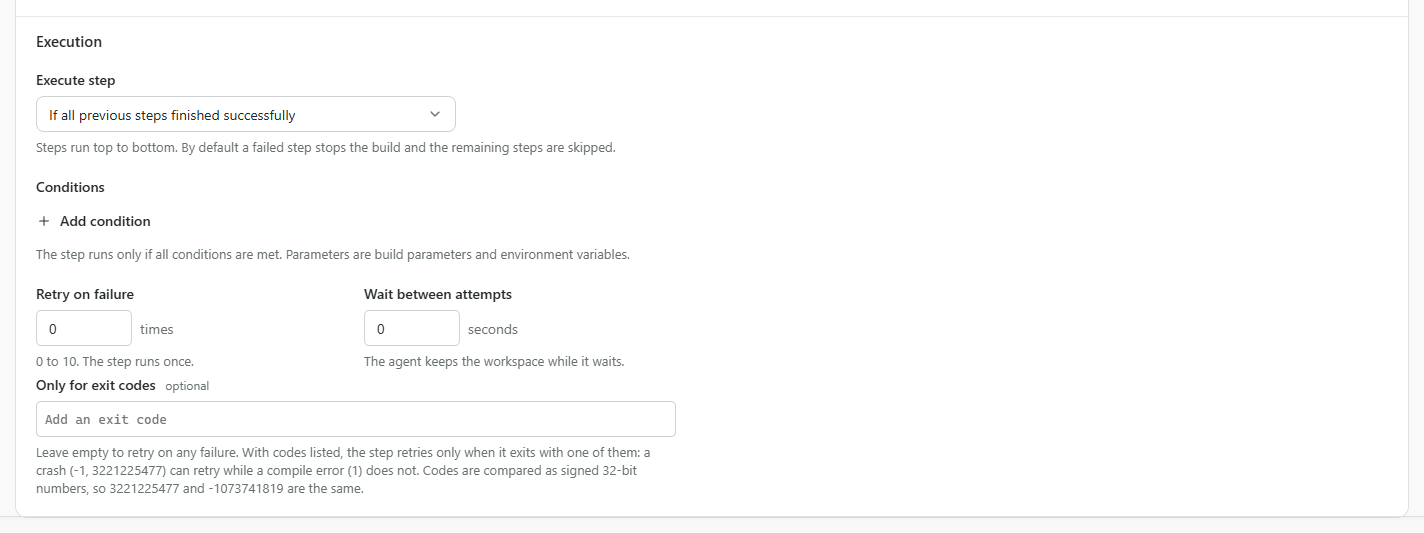 Execution
Execute step
If all previous steps finished successfully
Steps run top to bottom. By default a failed step stops the build and the remaining steps are skipped.
Conditions
+ Add condition
The step runs only if all conditions are met. Parameters are build parameters and environment variables.
Retry on failure
Wait between attempts
0 times
0 seconds
0 to 10. The step runs once.
The agent keeps the workspace while it waits.
Only for exit codes optional
Add an exit code
Leave empty to retry on any failure. With codes listed, the step retries only when it exits with one of them: a
crash (-1, 3221225477) can retry while a compile error (1) does not. Codes are compared as signed 32-bit
numbers, so 3221225477 and -1073741819 are the same.